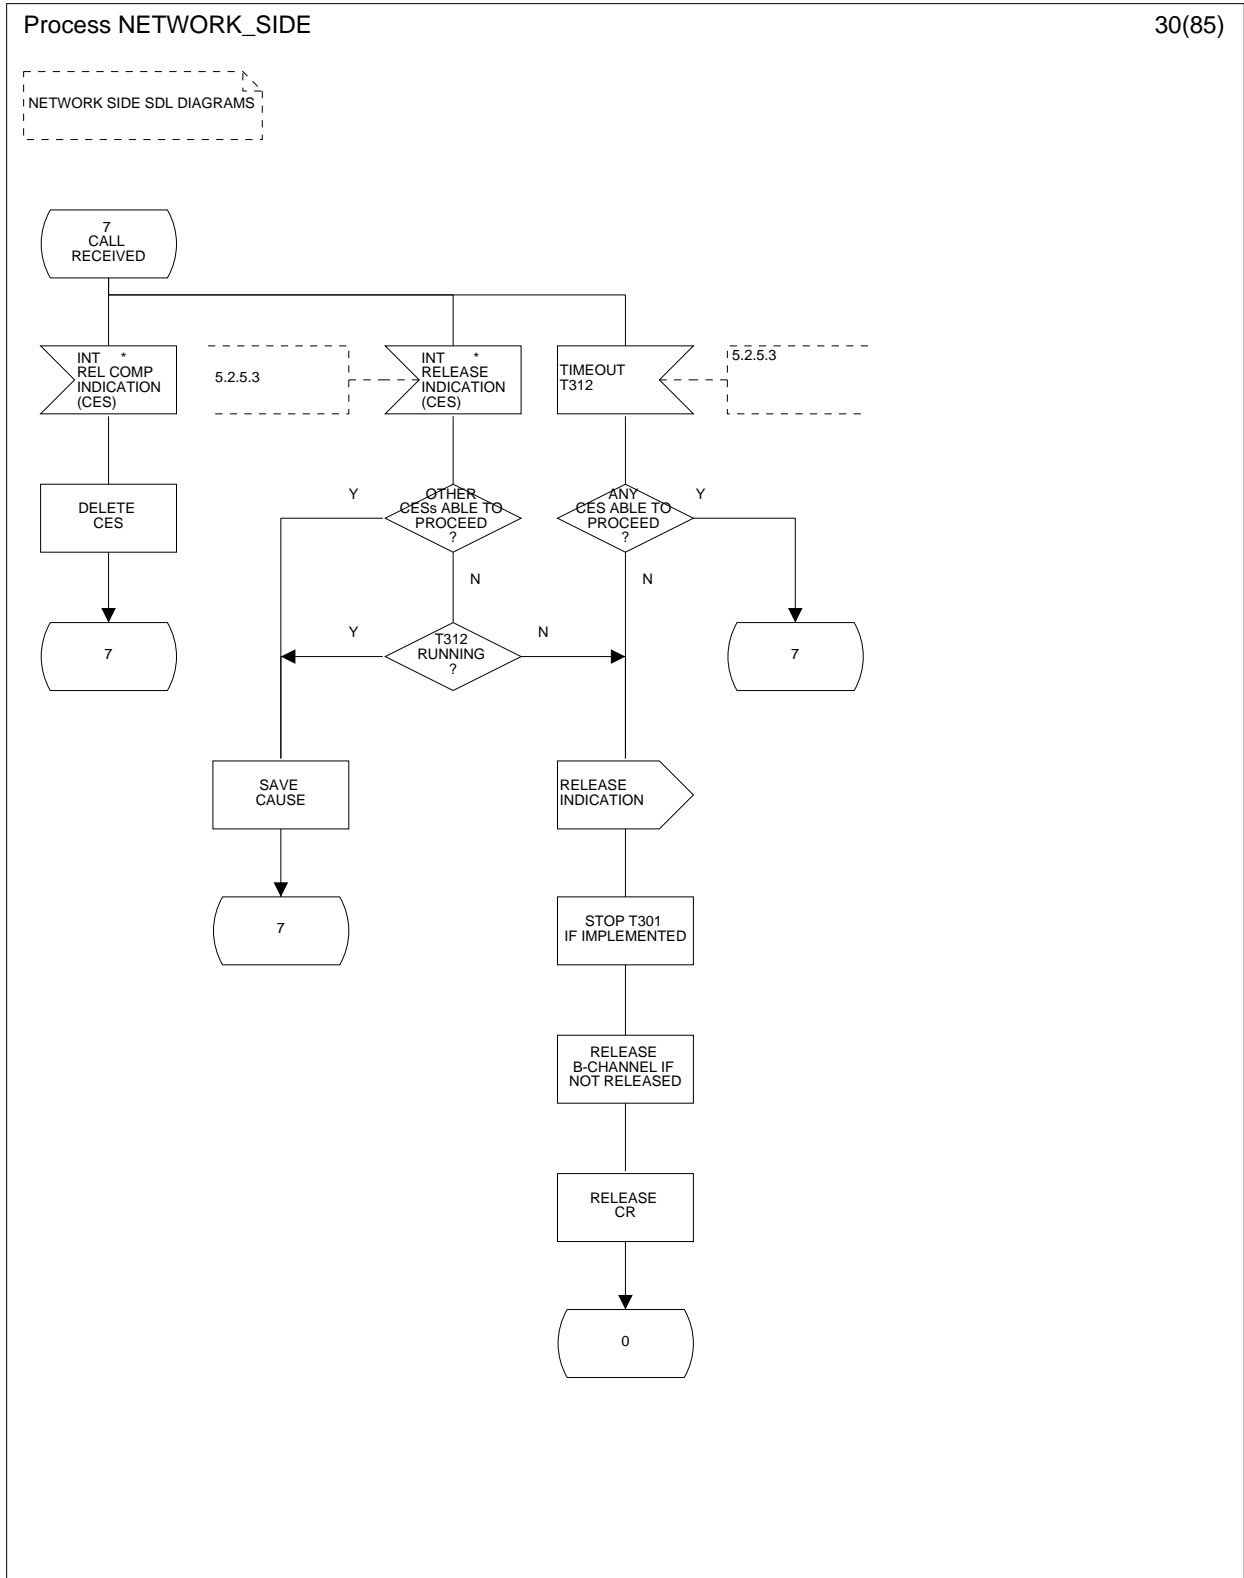 Process NETWORK_SIDE
30(85)
NETWORK SIDE SDL DIAGRAMS
7
CALL
RECEIVED
INT *
REL COMP
INDICATION
(CES)
5.2.5.3
INT *
RELEASE
INDICATION
(CES)
TIMEOUT
T312
5.2.5.3
DELETE
CES
Y
OTHER
CESs ABLE TO
PROCEED
?
N
ANY
CES ABLE TO
PROCEED
?
Y
N
7
Y
T312
RUNNING
?
N
7
SAVE
CAUSE
RELEASE
INDICATION
7
STOP T301
IF IMPLEMENTED
RELEASE
B-CHANNEL IF
NOT RELEASED
RELEASE
CR
0